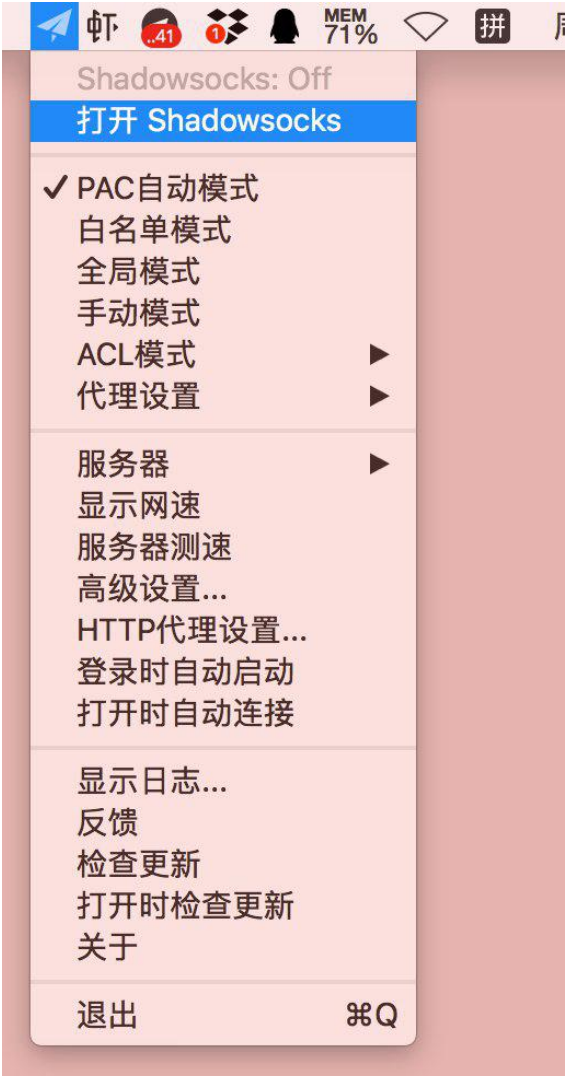 虾 ..41 1 MEM 71% 拼
Shadowsocks: Off
打开 Shadowsocks
PAC自动模式
白名单模式
全局模式
手动模式
ACL模式
代理设置
服务器
显示网速
服务器测速
高级设置...
HTTP代理设置...
登录时自动启动
打开时自动连接
显示日志...
反馈
检查更新
打开时检查更新
关于
退出 ⌘Q